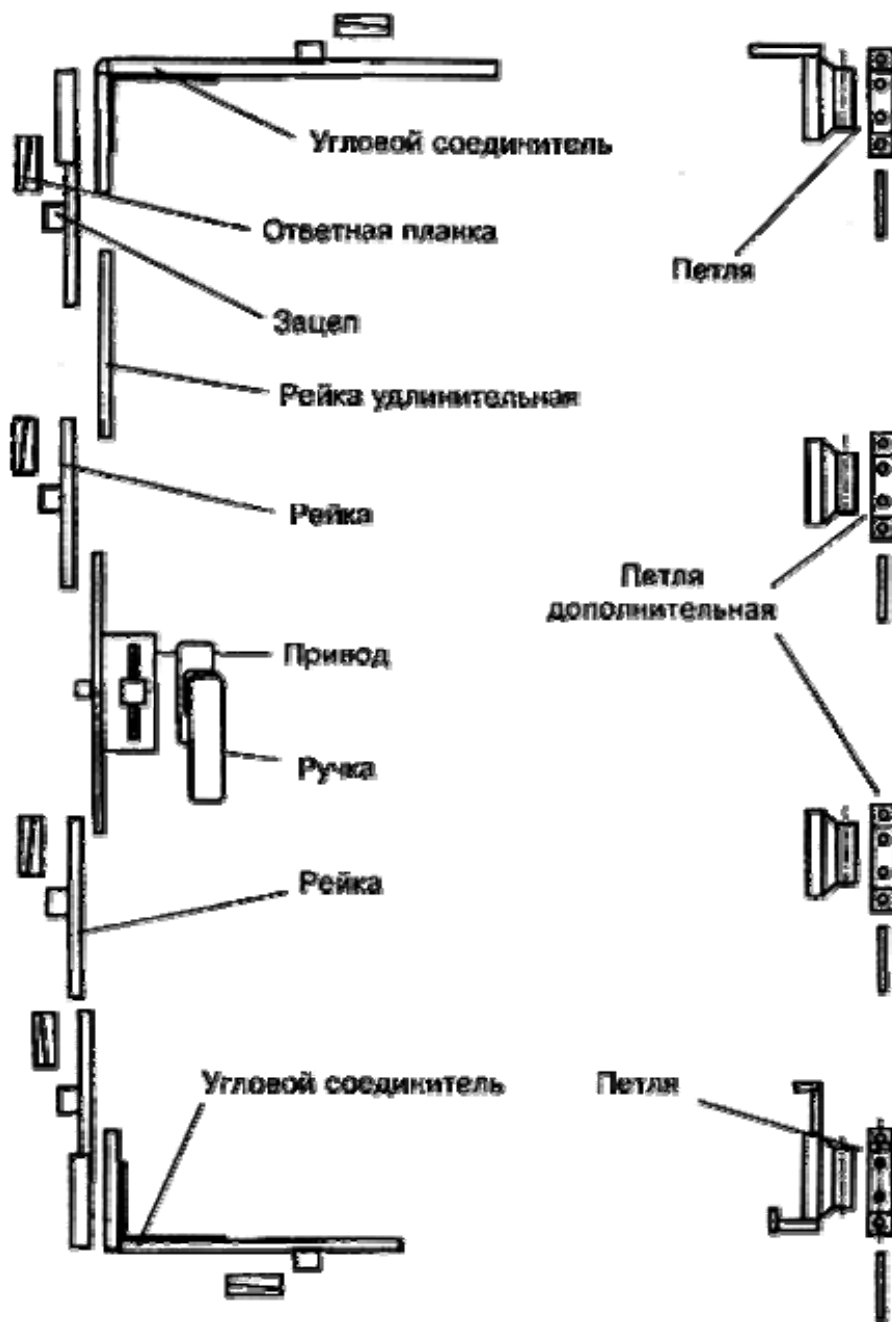 Угловой соединитель
Ответная планка
Петля
Зацеп
Рейка удлинительная
Рейка
Петля
дополнительная
Привод
Ручка
Рейка
Угловой соединитель
Петля